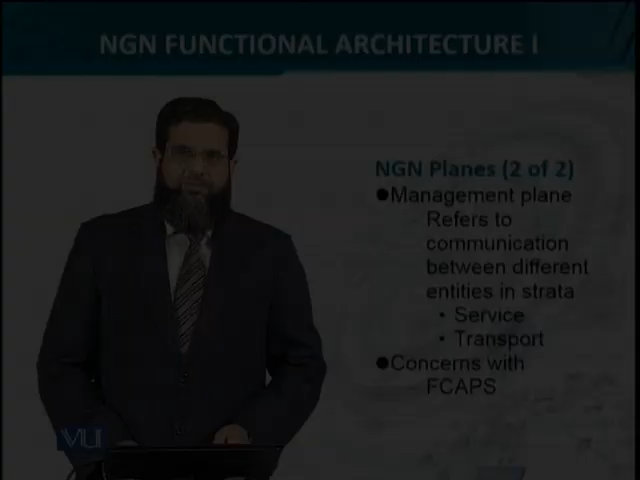 NGN FUNCTIONAL ARCHITECTURE I
NGN Planes (2 of 2)
●Management plane
Refers to
communication
between different
entities in strata
• Service
• Transport
●Concerns with
FCAPS
VU